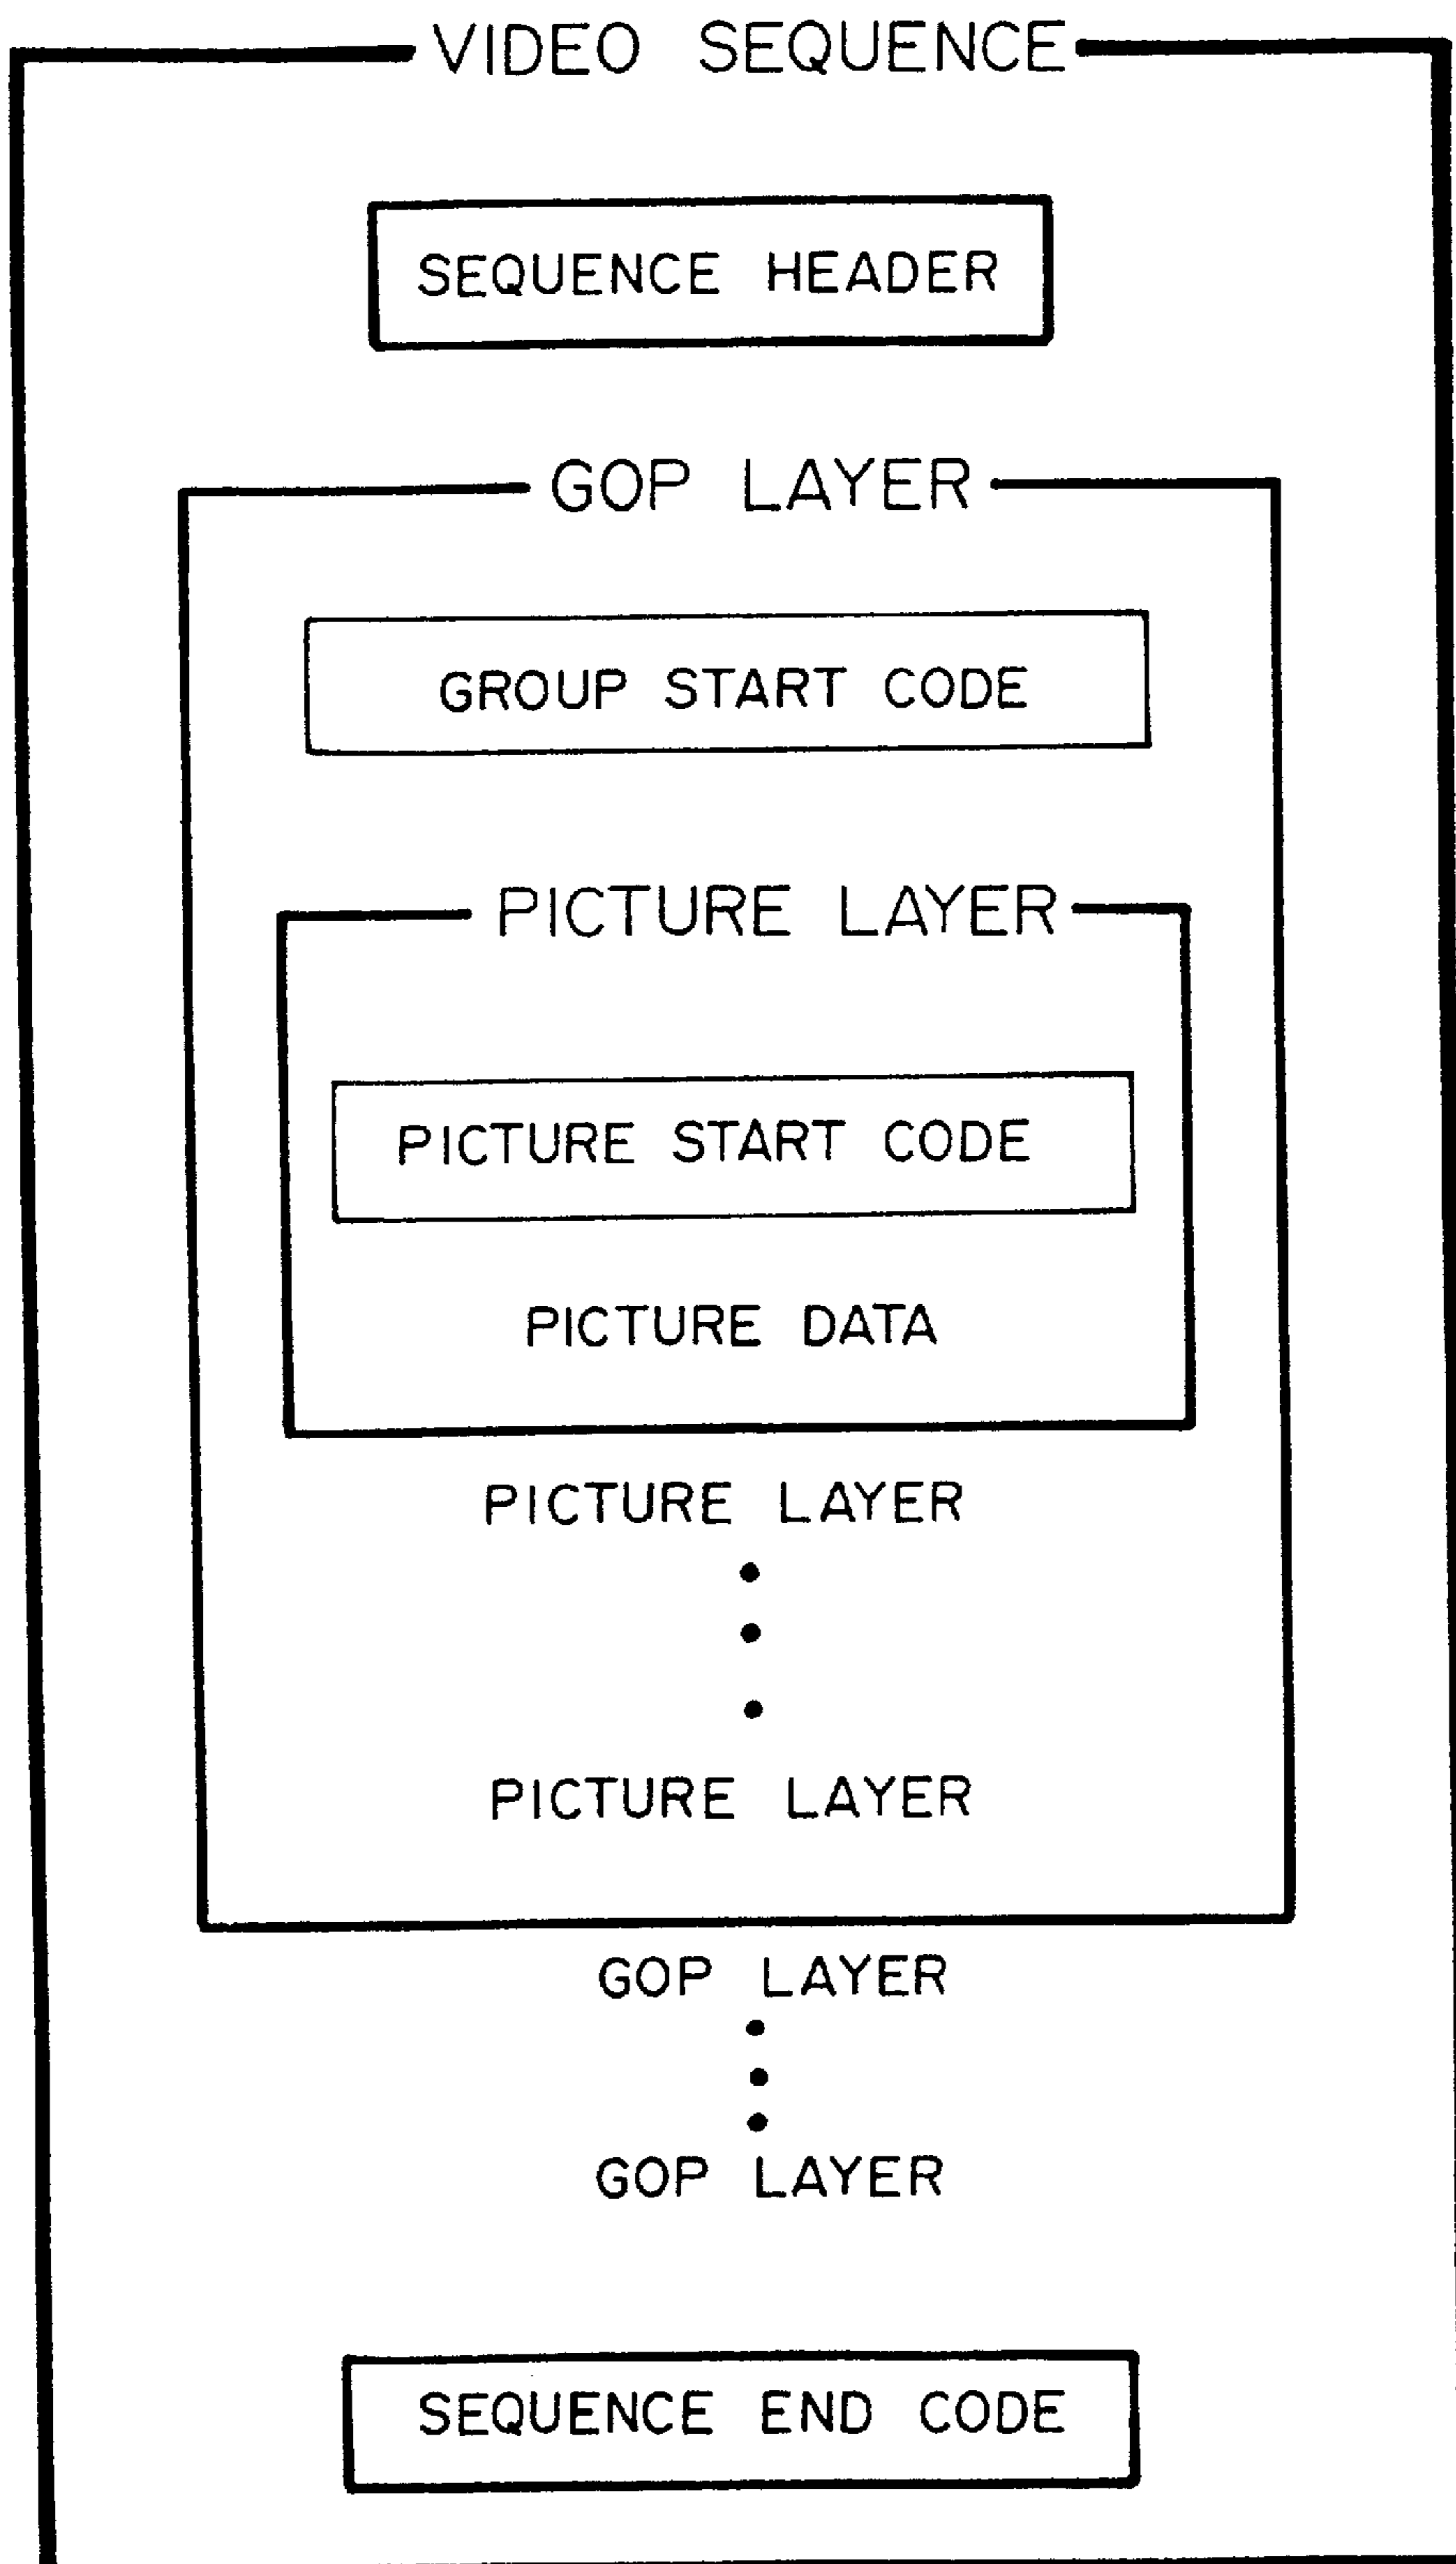 VIDEO SEQUENCE
SEQUENCE HEADER
GOP LAYER
GROUP START CODE
PICTURE LAYER
PICTURE START CODE
PICTURE DATA
PICTURE LAYER
PICTURE LAYER
GOP LAYER
GOP LAYER
SEQUENCE END CODE